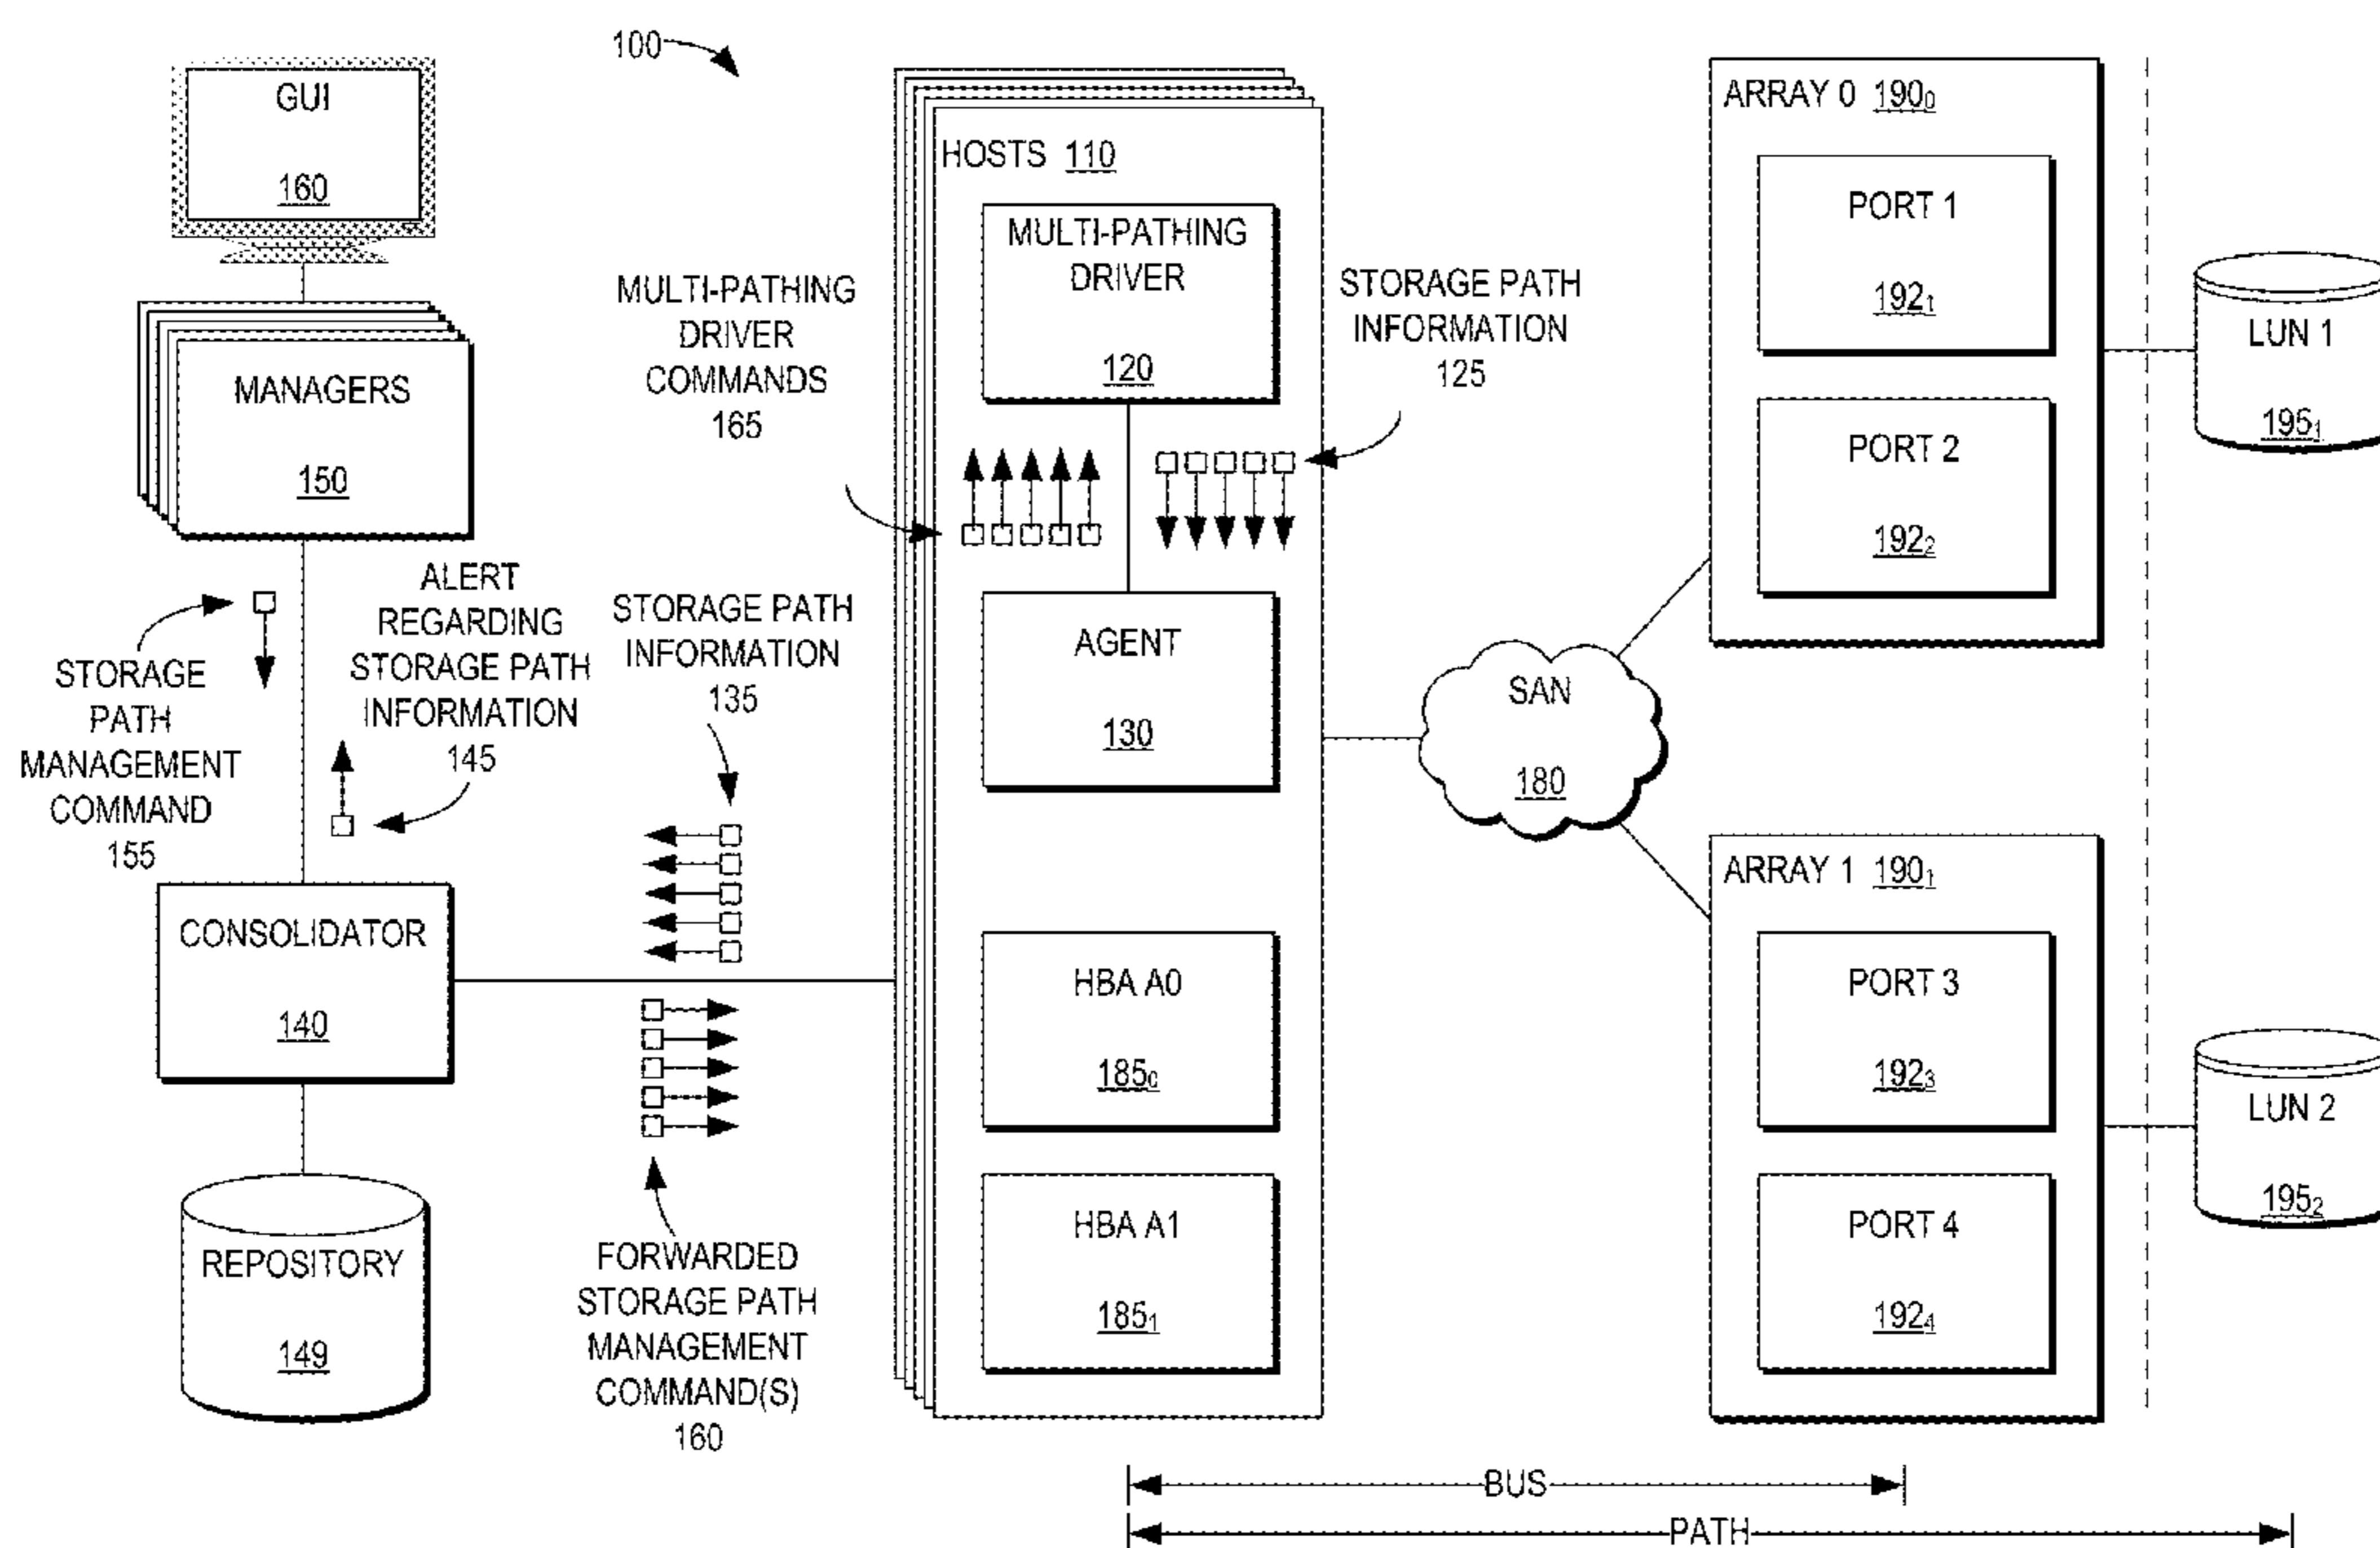 100
GUI
160
MANAGERS
150
STORAGE
PATH
MANAGEMENT
COMMAND
155
ALERT
REGARDING
STORAGE PATH
INFORMATION
145
CONSOLIDATOR
140
REPOSITORY
149
MULTI-PATHING
DRIVER
COMMANDS
165
STORAGE PATH
INFORMATION
135
FORWARDED
STORAGE PATH
MANAGEMENT
COMMAND(S)
160
HOSTS 110
MULTI-PATHING
DRIVER
120
STORAGE PATH
INFORMATION
125
AGENT
130
HBA A0
185₀
HBA A1
185₁
SAN
180
ARRAY 0 190₀
PORT 1
192₁
PORT 2
192₂
LUN 1
195₁
ARRAY 1 190₁
PORT 3
192₃
PORT 4
192₄
LUN 2
195₂
BUS
PATH